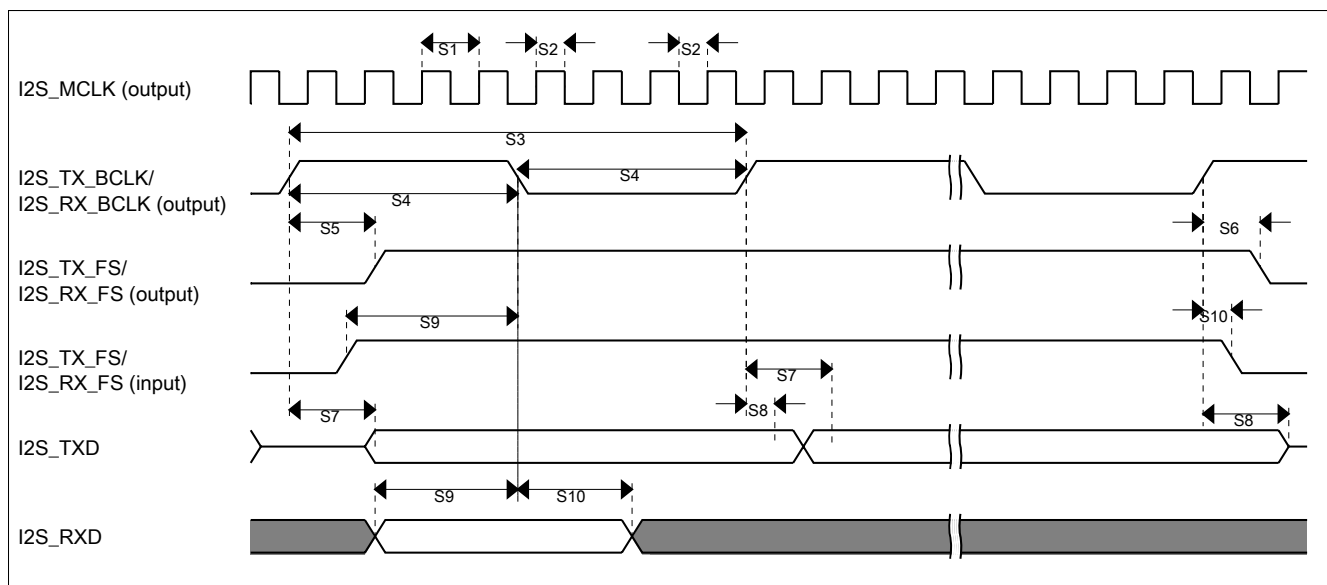 S1
S2
S2
I2S_MCLK (output)
S3
I2S_TX_BCLK/
I2S_RX_BCLK (output)
S4
S4
S5
S6
I2S_TX_FS/
I2S_RX_FS (output)
S9
S10
I2S_TX_FS/
I2S_RX_FS (input)
S7
S7
S8
S8
I2S_TXD
S9
S10
I2S_RXD